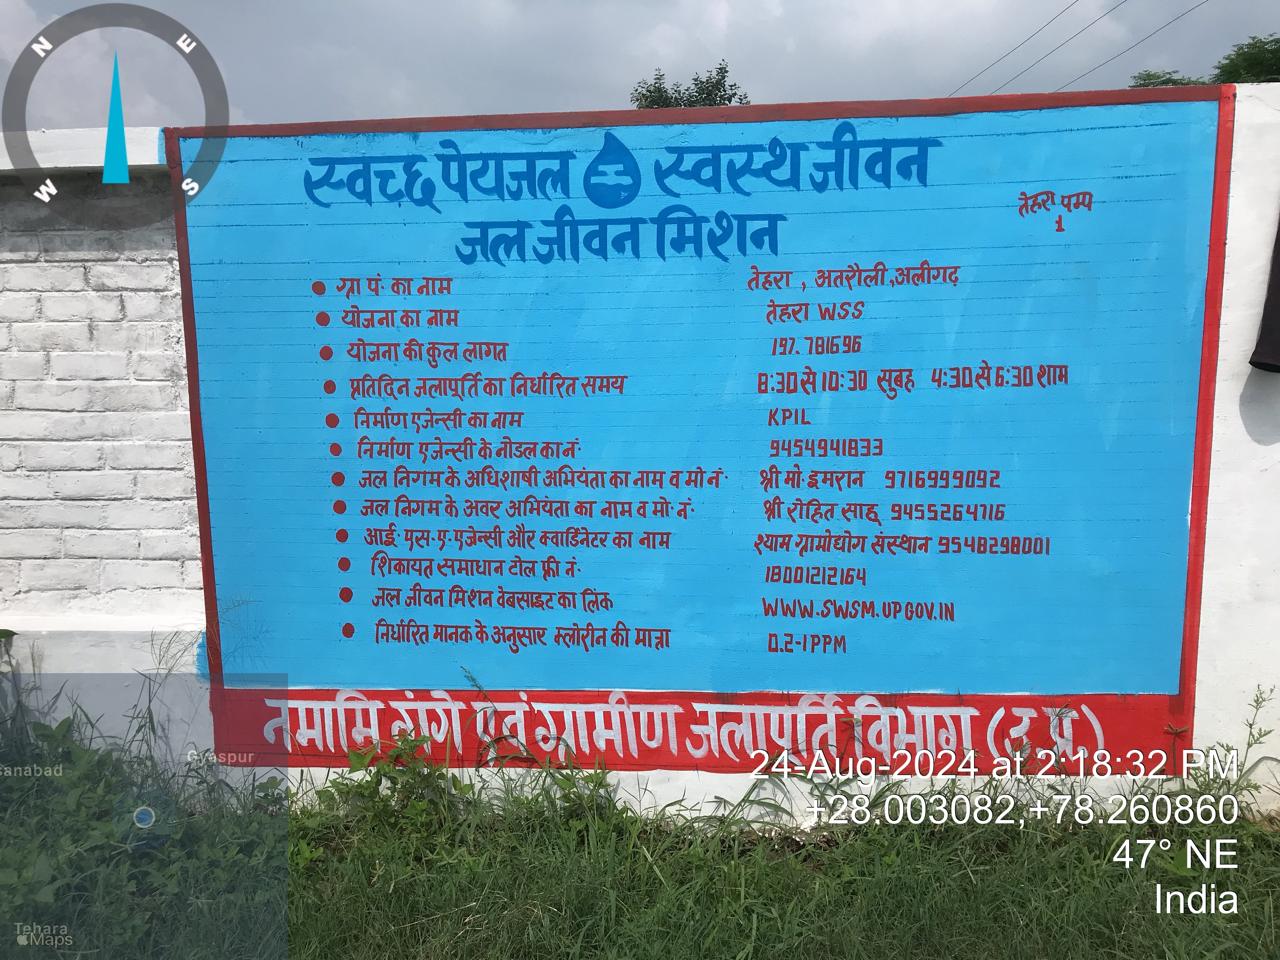 N
E
W
S
स्वच्छ पेयजल स्वस्थ जीवन
जल जीवन मिशन
तेहरा पम्प
1
ग्रा पं. का नाम तेहरा , अतरौली ,अलीगढ़
योजना का नाम तेहरा WSS
योजना की कुल लागत 197.781696
प्रतिदिन जलापूर्ति का निर्धारित समय 8:30 से 10:30 सुबह 4:30 से 6:30 शाम
निर्माण एजेन्सी का नाम KPIL
निर्माण एजेन्सी के नोडल का नं. 9454941833
जल निगम के अधिशाषी अभियंता का नाम व मो नं. श्री मो. इमरान 9716999092
जल निगम के अवर अभियंता का नाम व मो. नं. श्री रोहित साहू 9455264716
आई. एस. ए. एजेन्सी और क्वार्डिनेटर का नाम श्याम ग्रामोद्योग संस्थान 9548298001
शिकायत समाधान टोल फ्री नं. 18001212164
जल जीवन मिशन वेबसाइट का लिंक WWW.SWSM.UPGOV.IN
निर्धारित मानक के अनुसार क्लोरीन की मात्रा 0.2-1PPM
नमामि गंगे एवं ग्रामीण जलापूर्ति विभाग (उ प्र.)
24-Aug-2024 at 2:18:32 PM
+28.003082,+78.260860
47° NE
India
Gyaspur
sanabad
Tehara
Maps